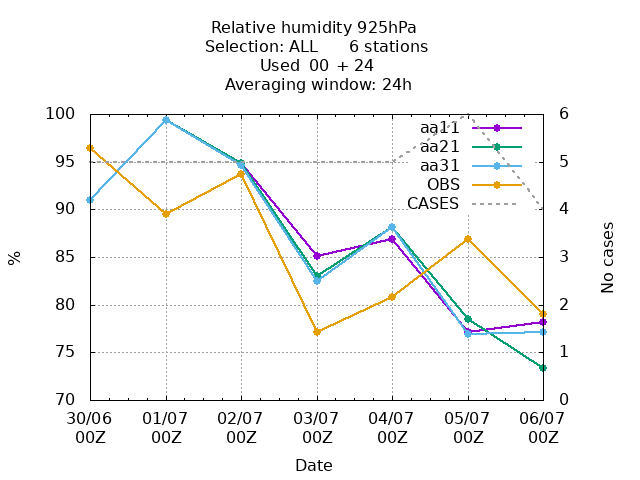 Relative humidity 925hPa
Selection: ALL 6 stations
Used 00 + 24
Averaging window: 24h
100 6
aa11
aa21
95 5
aa31
OBS
CASES
90 4
85 3
% No cases
80 2
75 1
70 0
30/06 01/07 02/07 03/07 04/07 05/07 06/07
00Z 00Z 00Z 00Z 00Z 00Z 00Z
Date